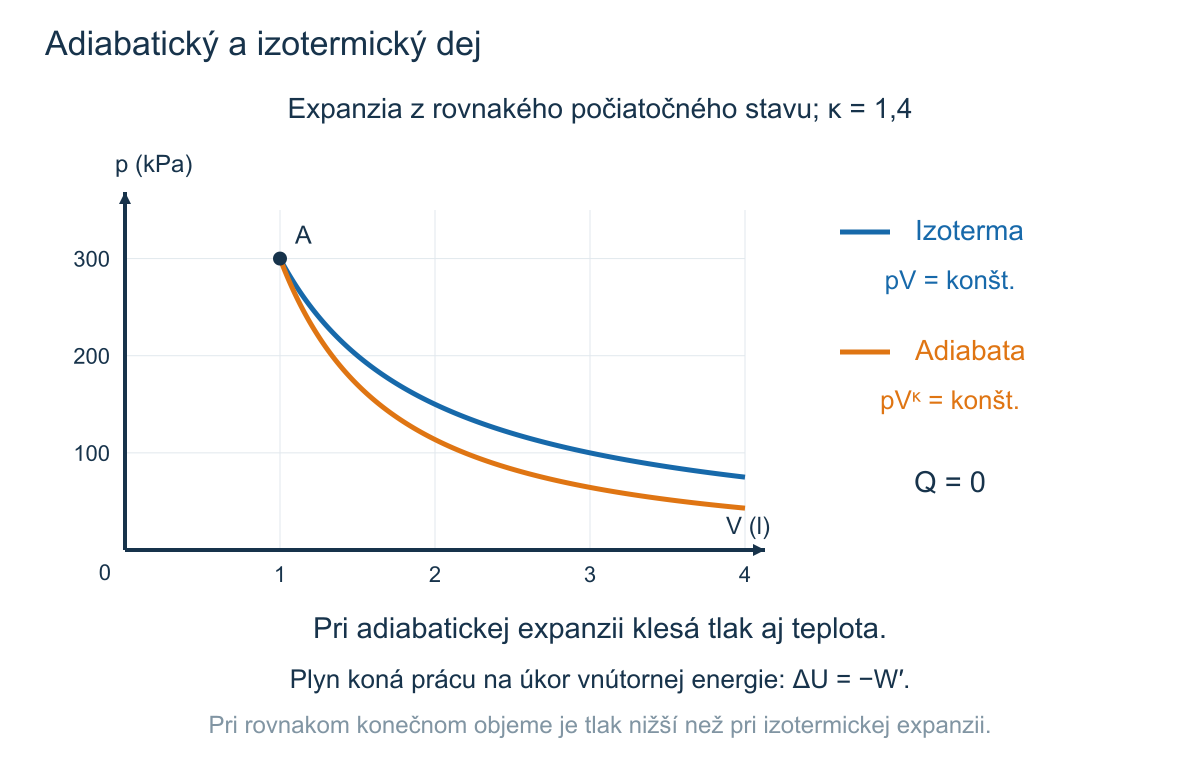 Adiabatický a izotermický dej
Expanzia z rovnakého počiatočného stavu; κ = 1,4
p (kPa)
A
300
200
100
0
1
2
3
4
V (l)
Izoterma
pV = konšt.
Adiabata
pVᵏ = konšt.
Q = 0
Pri adiabatickej expanzii klesá tlak aj teplota.
Plyn koná prácu na úkor vnútornej energie: ΔU = −W′.
Pri rovnakom konečnom objeme je tlak nižší než pri izotermickej expanzii.